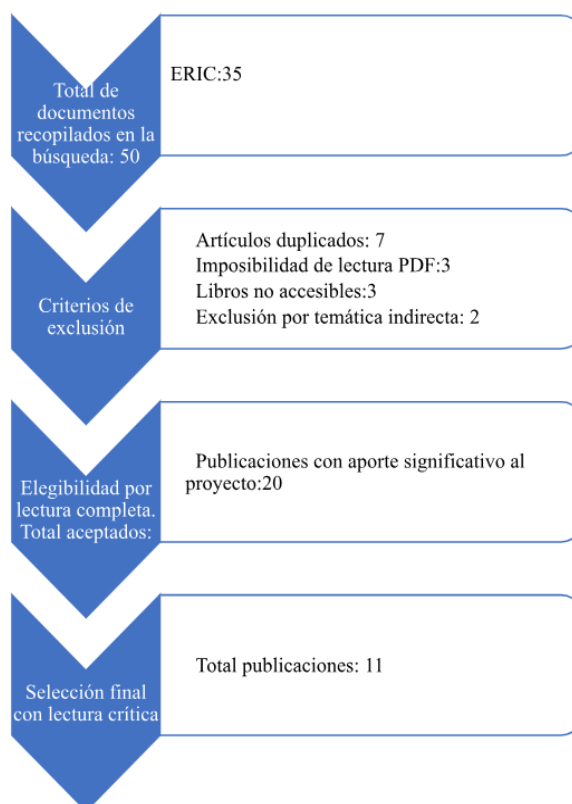 Total de
documentos
recopilados en la
búsqueda: 50
ERIC:35
Criterios de
exclusión
Artículos duplicados: 7
Imposibilidad de lectura PDF:3
Libros no accesibles:3
Exclusión por temática indirecta: 2
Elegibilidad por
lectura completa.
Total aceptados:
Publicaciones con aporte significativo al
proyecto:20
Selección final
con lectura crítica
Total publicaciones: 11